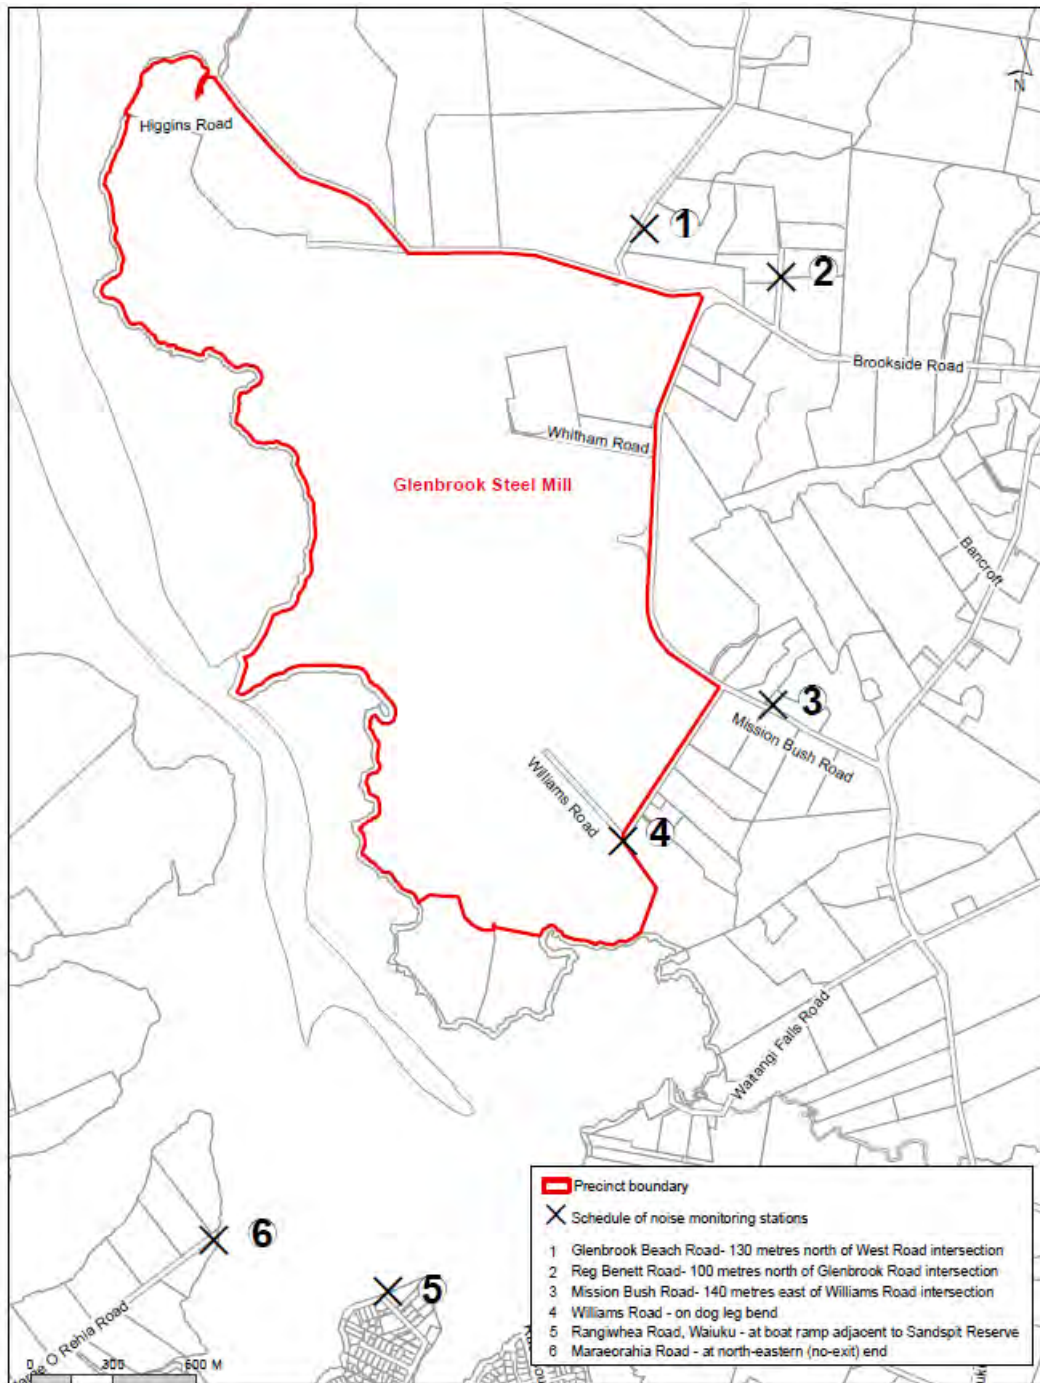 N
Higgins Road
1
2
Brookside Road
Whitham Road
Glenbrook Steel Mill
Bancroft
3
Mission Bush Road
Williams Road
4
Waitangi Falls Road
6
5
O Rehia Road
0 300 600 M
Precinct boundary
Schedule of noise monitoring stations
1 Glenbrook Beach Road- 130 metres north of West Road intersection
2 Reg Benett Road- 100 metres north of Glenbrook Road intersection
3 Mission Bush Road- 140 metres east of Williams Road intersection
4 Williams Road - on dog leg bend
5 Rangiwhea Road, Waiuku - at boat ramp adjacent to Sandspit Reserve
6 Maraeorahia Road - at north-eastern (no-exit) end